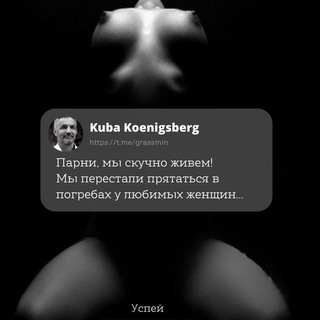 Kuba Koenigsberg
https://t.me/grassmin
Парни, мы скучно живем!
Мы перестали прятаться в
погребах у любимых женщин...
Успей